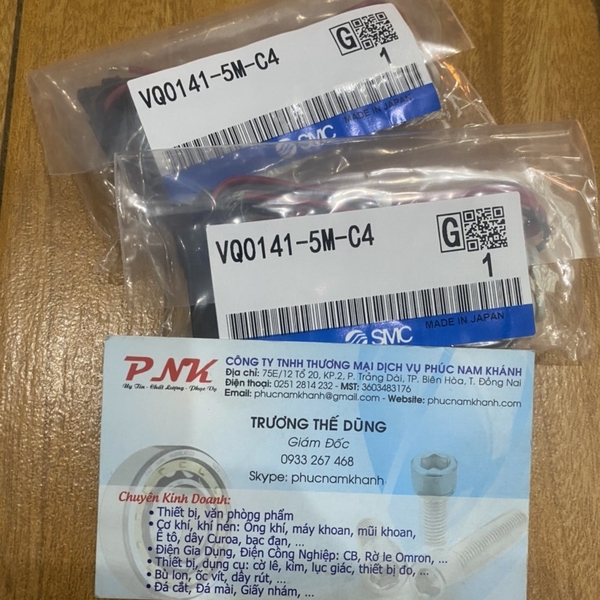 VQ0141-5M-C4
G
1
SMC
VQ0141-5M-C4
G
1
SMC
MADE IN JAPAN
PNK
Uy Tín - Chất Lượng - Phục Vụ
CÔNG TY TNHH THƯƠNG MẠI DỊCH VỤ PHÚC NAM KHÁNH
Địa chỉ: 75E/12 Tổ 20, KP.2, P. Trảng Dài, TP. Biên Hòa, T. Đồng Nai
Điện thoại: 0251 2814 232 - MST: 3603483176
Email: phucnamkhanh@gmail.com - Website: phucnamkhanh.com
TRƯƠNG THẾ DŨNG
Giám Đốc
0933 267 468
Skype: phucnamkhanh
Chuyên Kinh Doanh:
• Thiết bị, văn phòng phẩm
• Cơ khí, khí nén: Ống khí, máy khoan, mũi khoan,
Ê tô, dây Curoa, bạc đạn, ...
• Điện Gia Dụng, Điện Công Nghiệp: CB, Rờ le Omron, ...
• Thiết bị, dụng cụ: cờ lê, kìm, lục giác, thiết bị đo, ...
• Bù lon, ốc vít, dây rút, ...
• Đá cắt, Đá mài, Giấy nhám, ...